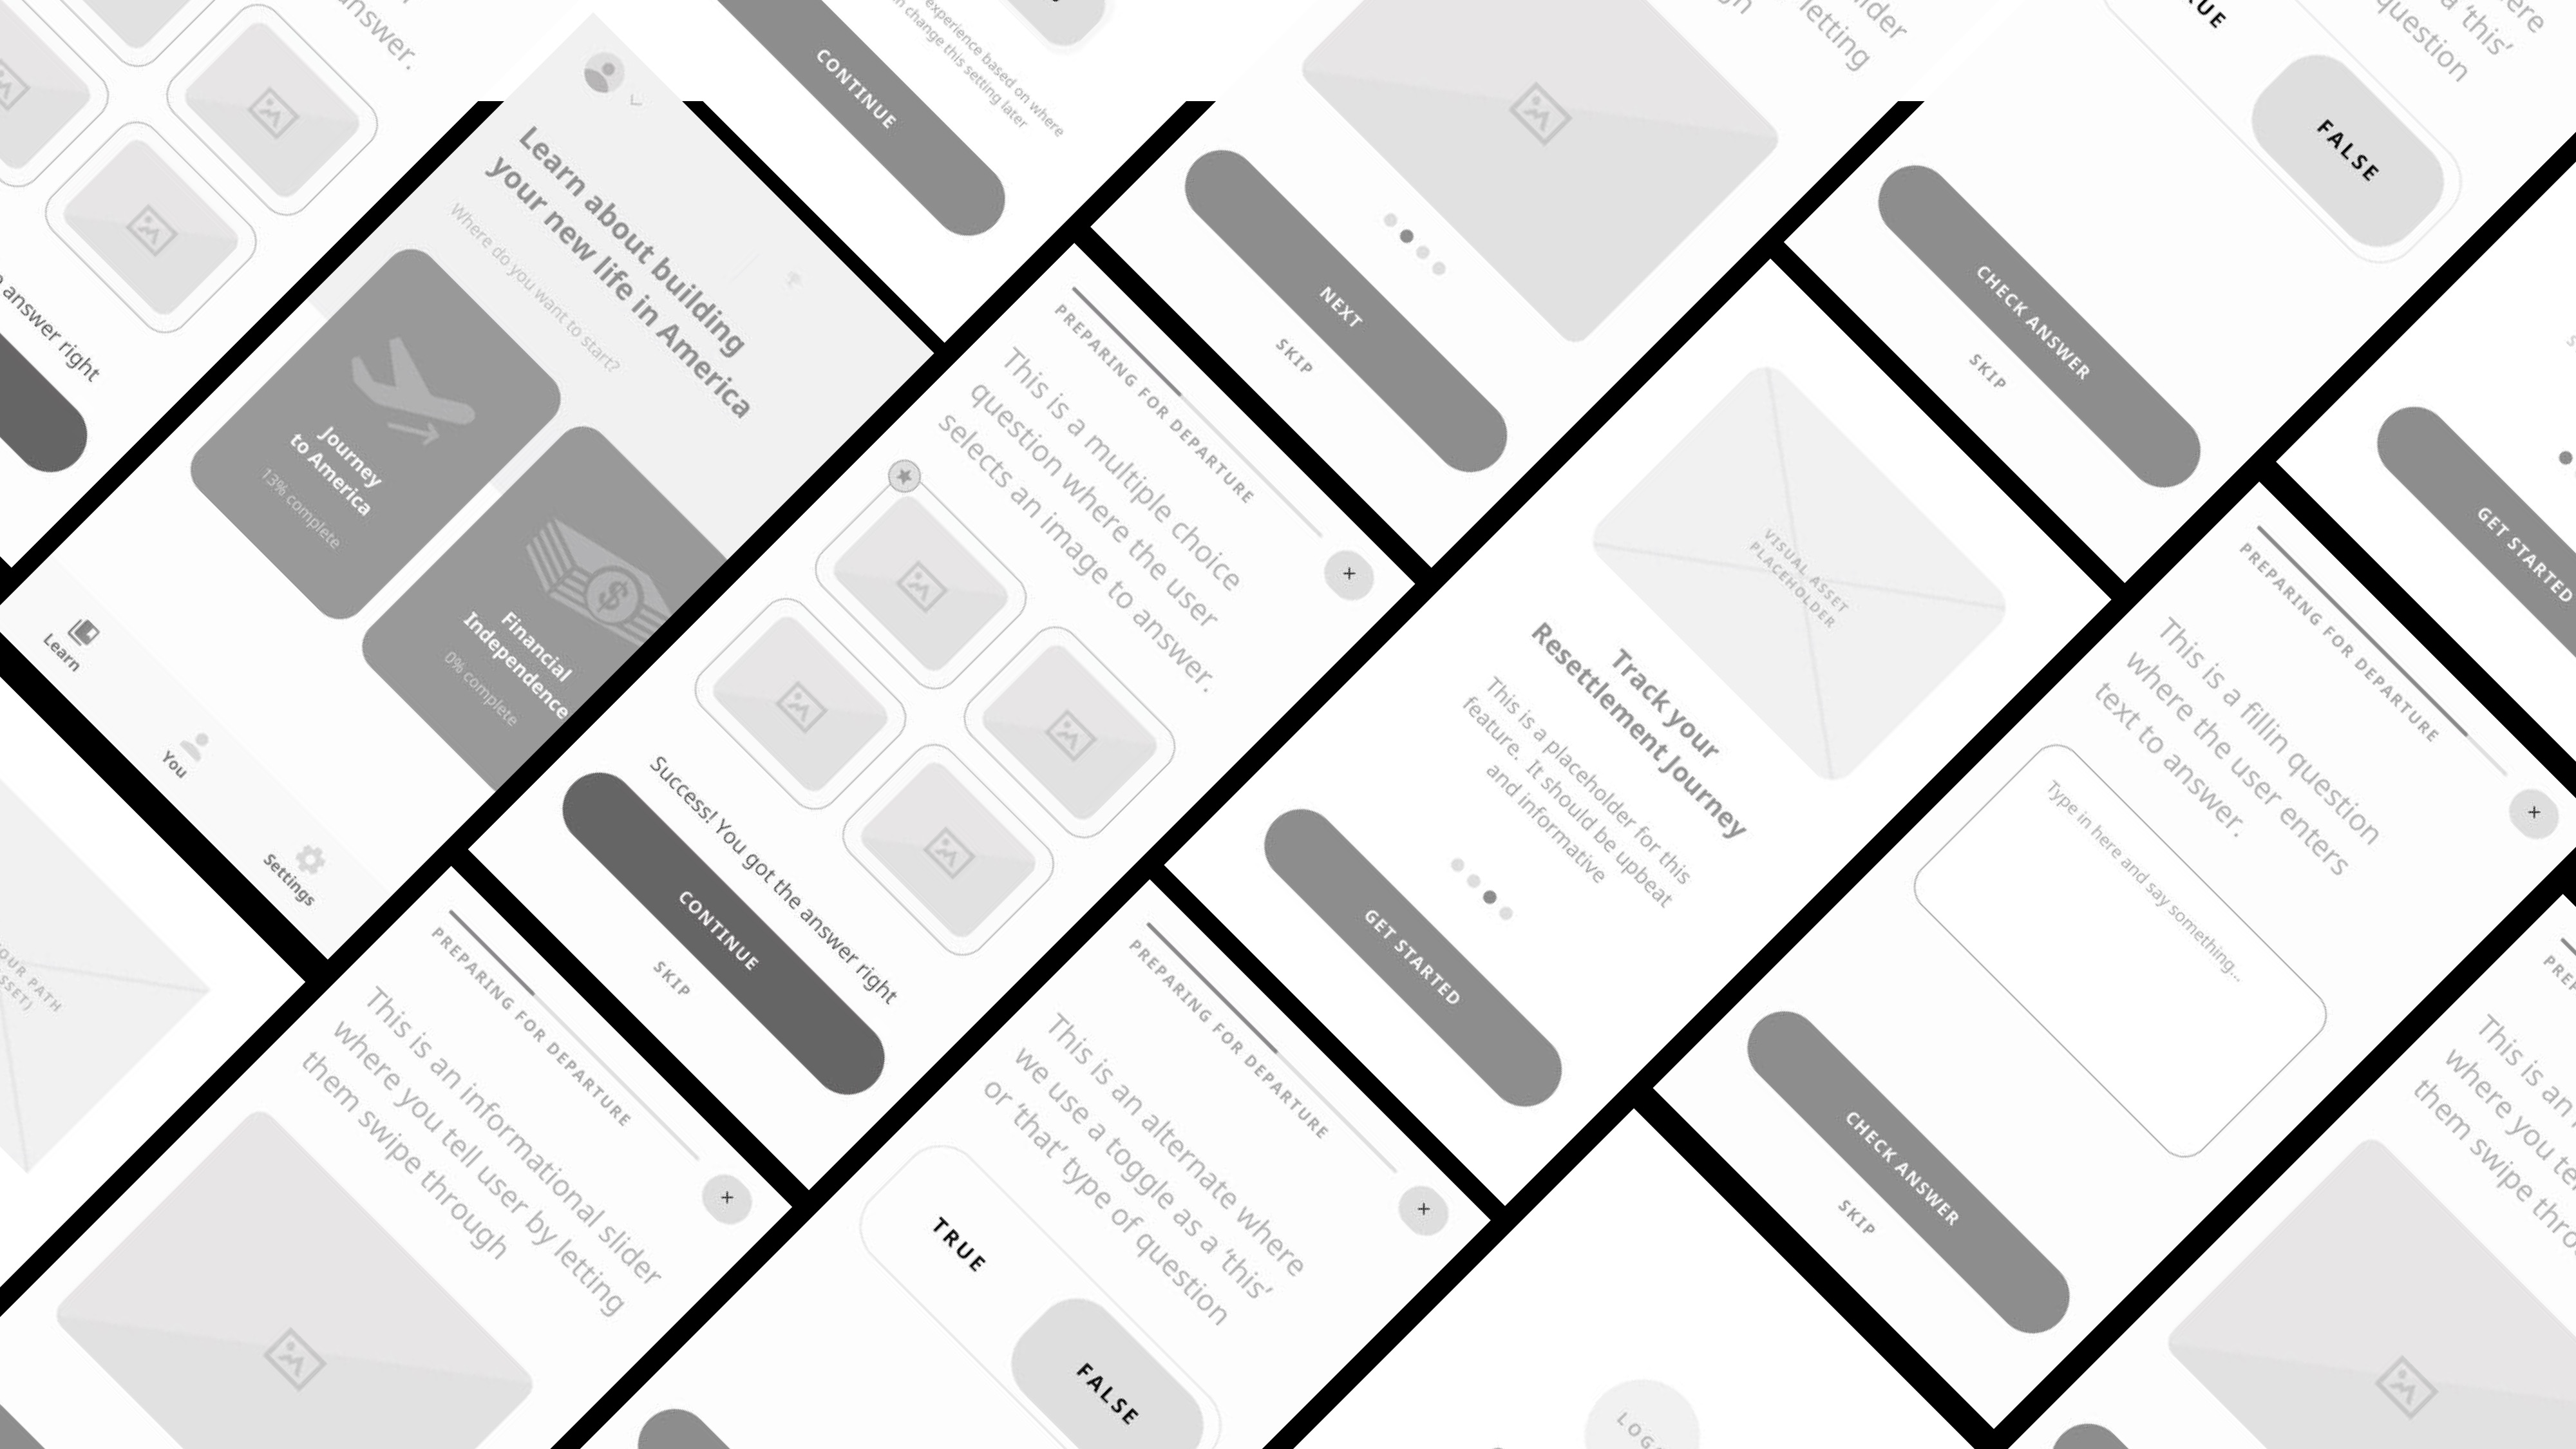 answer.
answer right
Learn about building
your new life in America
Where do you want to start?
Journey
to America
13% complete
Financial
Independence
0% complete
Learn
You
Settings
experience based on where
change this setting later
CONTINUE
PREPARING FOR DEPARTURE
This is a multiple choice
question where the user
selects an image to answer.
+
Success! You got the answer right
CONTINUE
SKIP
letting
NEXT
SKIP
VISUAL ASSET
PLACEHOLDER
Track your
Resettlement Journey
This is a placeholder for this
feature. It should be upbeat
and informative
GET STARTED
a 'this'
question
FALSE
CHECK ANSWER
SKIP
GET STARTED
PREPARING FOR DEPARTURE
This is a fillin question
where the user enters
text to answer.
+
Type in here and say something...
CHECK ANSWER
SKIP
OUR PATH
ASSET)
PREPARING FOR DEPARTURE
This is an informational slider
where you tell user by letting
them swipe through
+
PREPARING FOR DEPARTURE
This is an alternate where
we use a toggle as a 'this'
or 'that' type of question
+
TRUE
FALSE
This is an
where you
them swipe